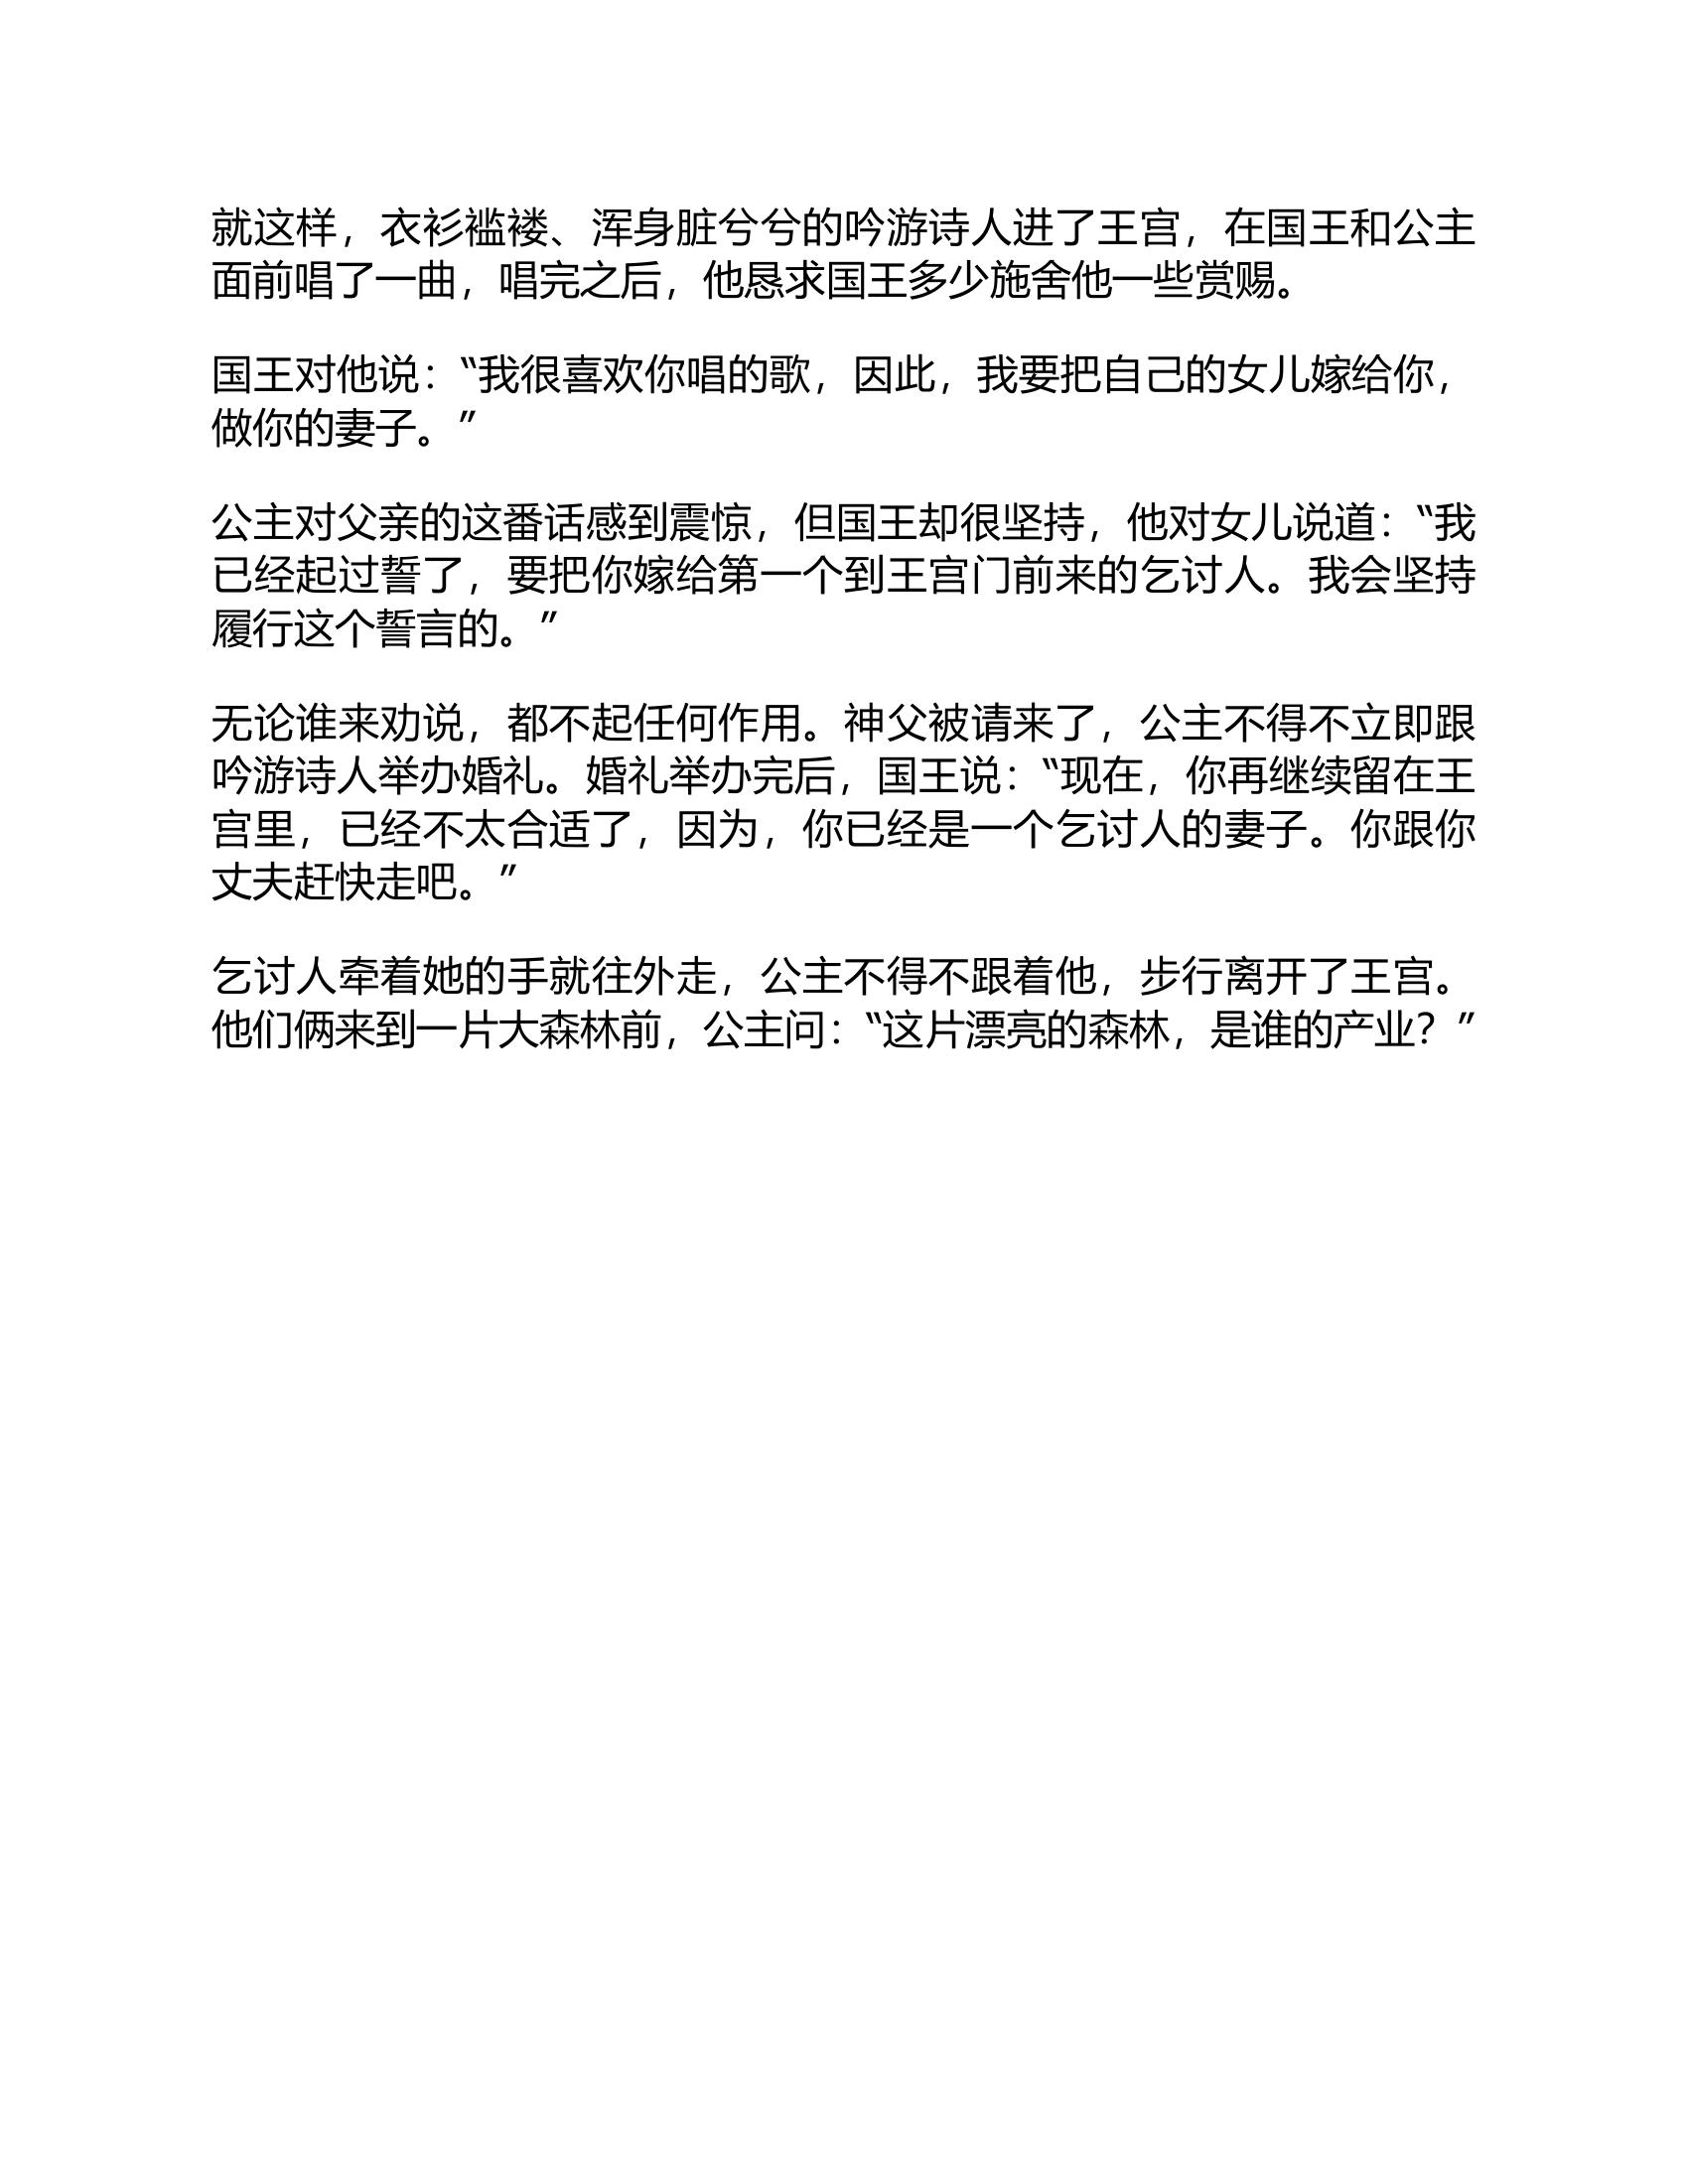 就这样，衣衫褴褛、浑身脏兮兮的吟游诗人进了王宫，在国王和公主
面前唱了一曲，唱完之后，他恳求国王多少施舍他一些赏赐。
国王对他说：“我很喜欢你唱的歌，因此，我要把自己的女儿嫁给你，
做你的妻子。”
公主对父亲的这番话感到震惊，但国王却很坚持，他对女儿说道：“我
已经起过誓了，要把你嫁给第一个到王宫门前来的乞讨人。我会坚持
履行这个誓言的。”
无论谁来劝说，都不起任何作用。神父被请来了，公主不得不立即跟
吟游诗人举办婚礼。婚礼举办完后，国王说：“现在，你再继续留在王
宫里，已经不太合适了，因为，你已经是一个乞讨人的妻子。你跟你
丈夫赶快走吧。”
乞讨人牵着她的手就往外走，公主不得不跟着他，步行离开了王宫。
他们俩来到一片大森林前，公主问：“这片漂亮的森林，是谁的产业？”